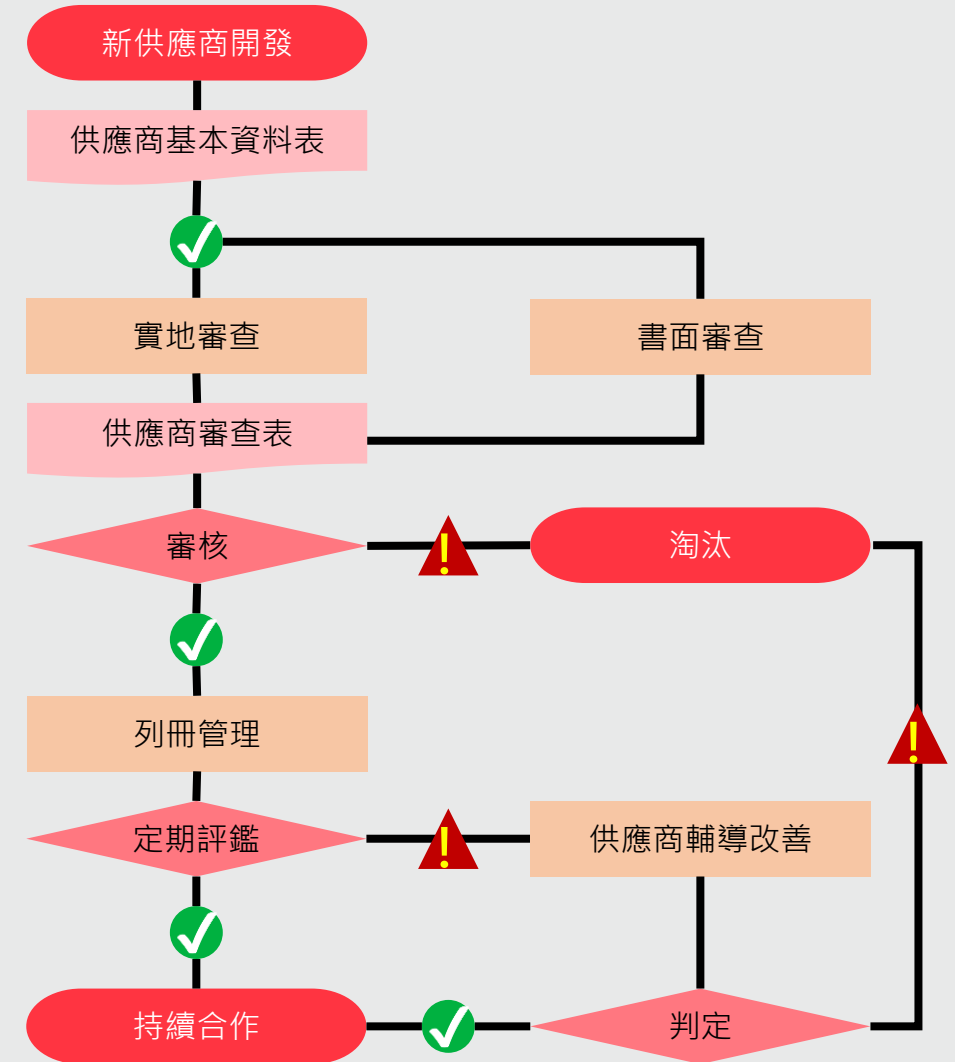 新供應商開發
供應商基本資料表
實地審查
書面審查
供應商審查表
審核
淘汰
列冊管理
定期評鑑
供應商輔導改善
持續合作
判定